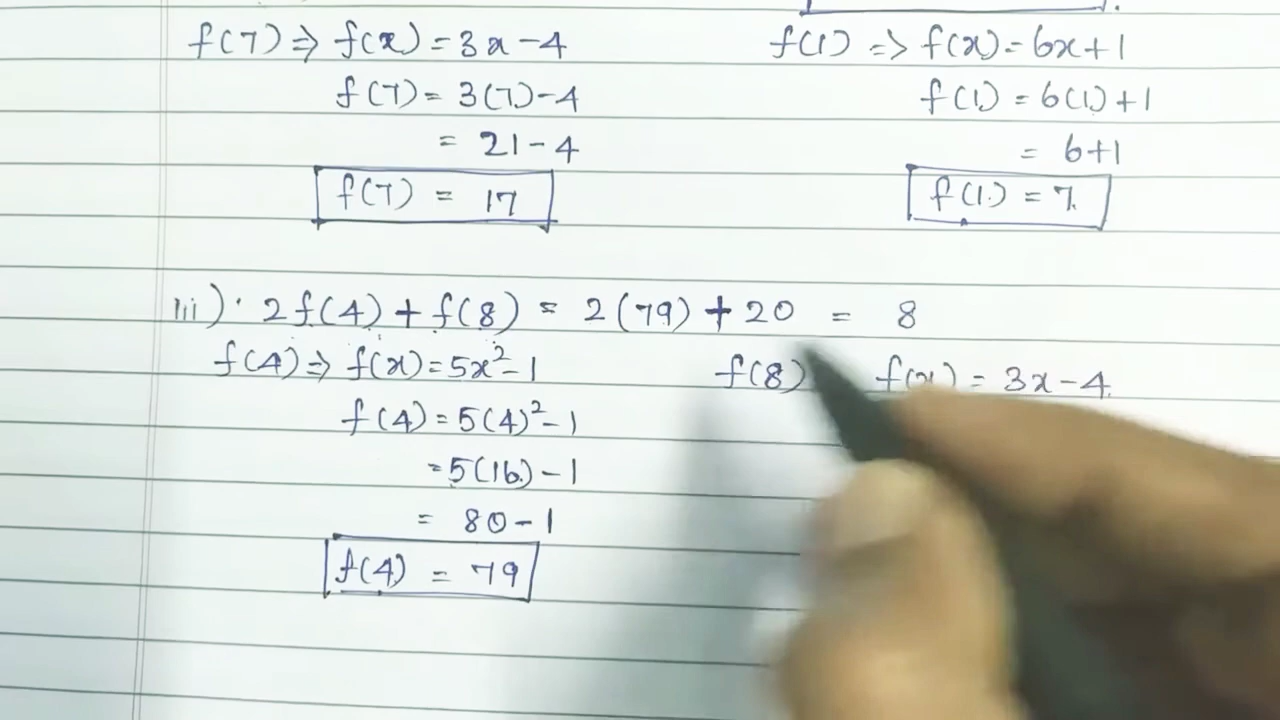 f(7) ⇒ f(x) = 3x - 4
f(7) = 3(7) - 4
= 21 - 4
f(7) = 17
f(1) ⇒ f(x) = 6x + 1
f(1) = 6(1) + 1
= 6 + 1
f(1) = 7
iii) 2f(4) + f(8) = 2(79) + 20 = 8
f(4) ⇒ f(x) = 5x² - 1
f(4) = 5(4)² - 1
= 5(16) - 1
= 80 - 1
f(4) = 79
f(8) f(x) = 3x - 4